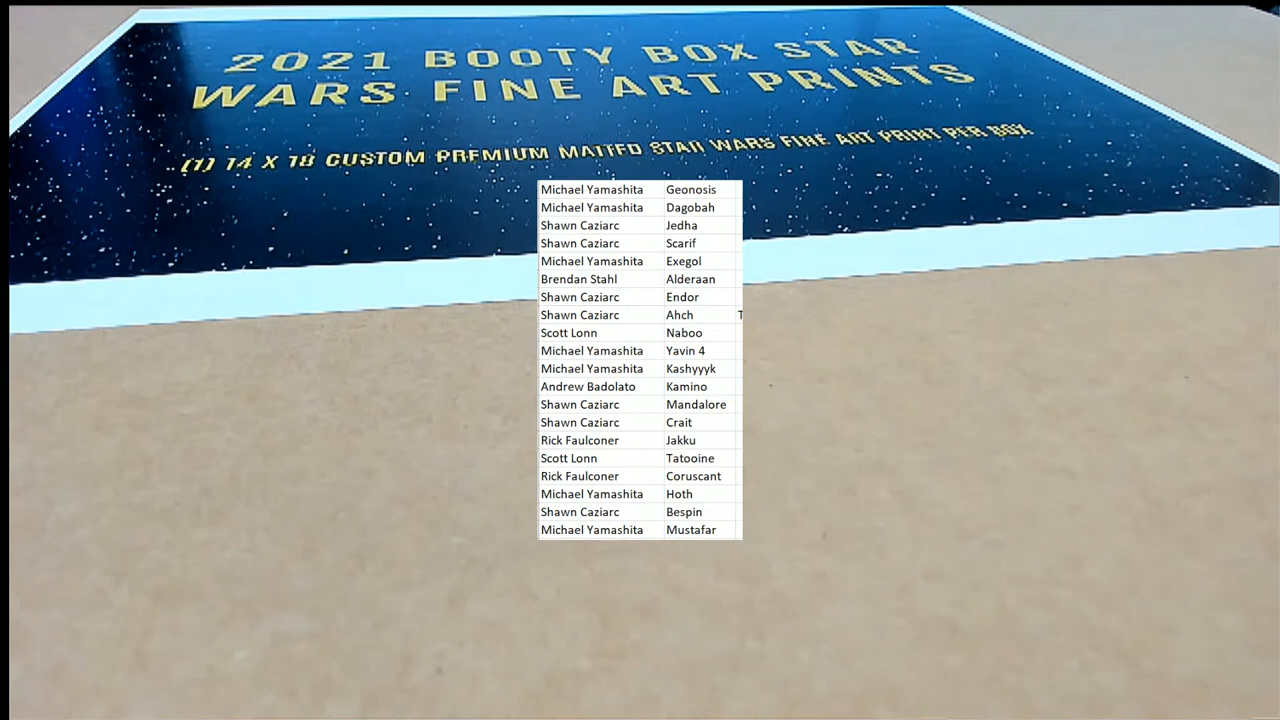 2021 BOOTY BOX STAR
WARS FINE ART PRINTS
(1) 14 X 18 CUSTOM PREMIUM MATTED STAR WARS FINE ART PRINT PER BOX
Michael Yamashita Geonosis
Michael Yamashita Dagobah
Shawn Caziarc Jedha
Shawn Caziarc Scarif
Michael Yamashita Exegol
Brendan Stahl Alderaan
Shawn Caziarc Endor
Shawn Caziarc Ahch T
Scott Lonn Naboo
Michael Yamashita Yavin 4
Michael Yamashita Kashyyyk
Andrew Badolato Kamino
Shawn Caziarc Mandalore
Shawn Caziarc Crait
Rick Faulconer Jakku
Scott Lonn Tatooine
Rick Faulconer Coruscant
Michael Yamashita Hoth
Shawn Caziarc Bespin
Michael Yamashita Mustafar